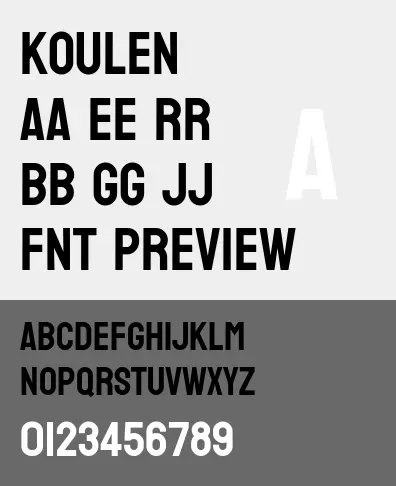 KOULEN
AA EE RR
A
BB GG JJ
FNT PREVIEW
ABCDEFGHIJKLM
NOPQRSTUVWXYZ
0123456789